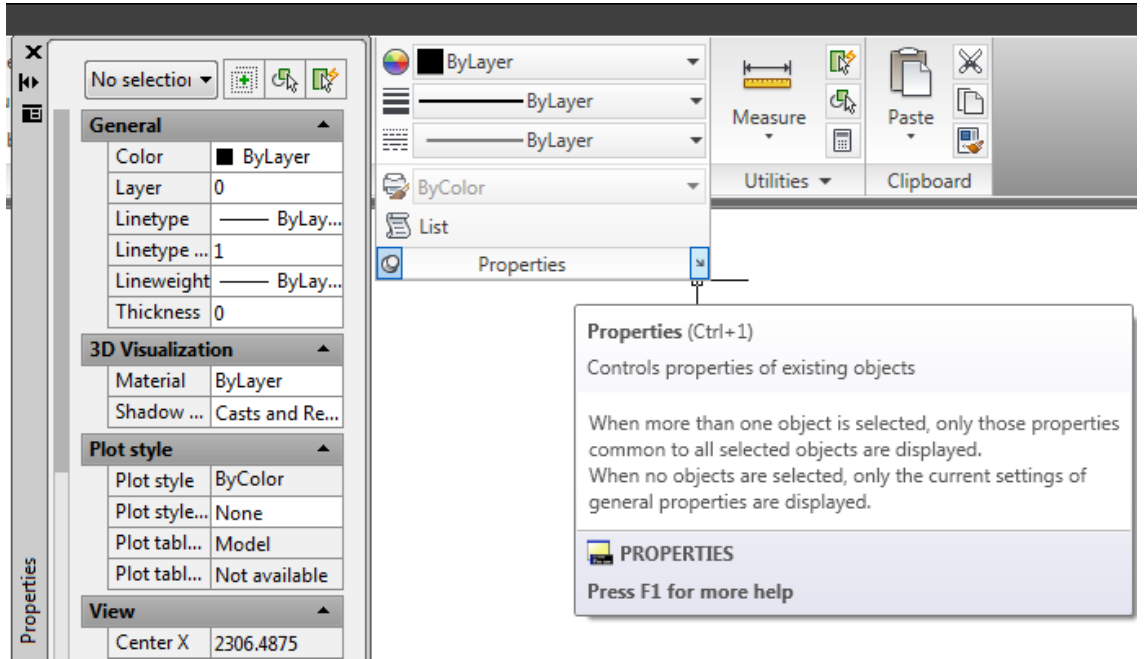 No selection
General
Color ByLayer
Layer 0
Linetype ByLay...
Linetype ... 1
Lineweight ByLay...
Thickness 0
3D Visualization
Material ByLayer
Shadow ... Casts and Re...
Plot style
Plot style ByColor
Plot style... None
Plot tabl... Model
Plot tabl... Not available
View
Center X 2306.4875
Properties
ByLayer
ByLayer
ByLayer
ByColor
List
Properties
Measure
Utilities
Paste
Clipboard
Properties (Ctrl+1)
Controls properties of existing objects
When more than one object is selected, only those properties
common to all selected objects are displayed.
When no objects are selected, only the current settings of
general properties are displayed.
PROPERTIES
Press F1 for more help